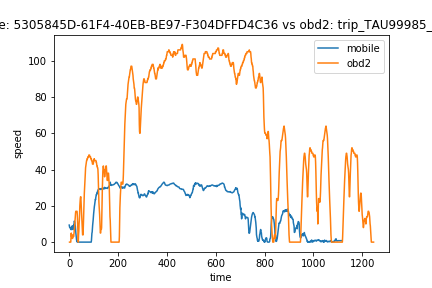 e: 5305845D-61F4-40EB-BE97-F304DFFD4C36 vs obd2: trip_TAU99985_
mobile
obd2
speed
100
80
60
40
20
0
0 200 400 600 800 1000 1200
time